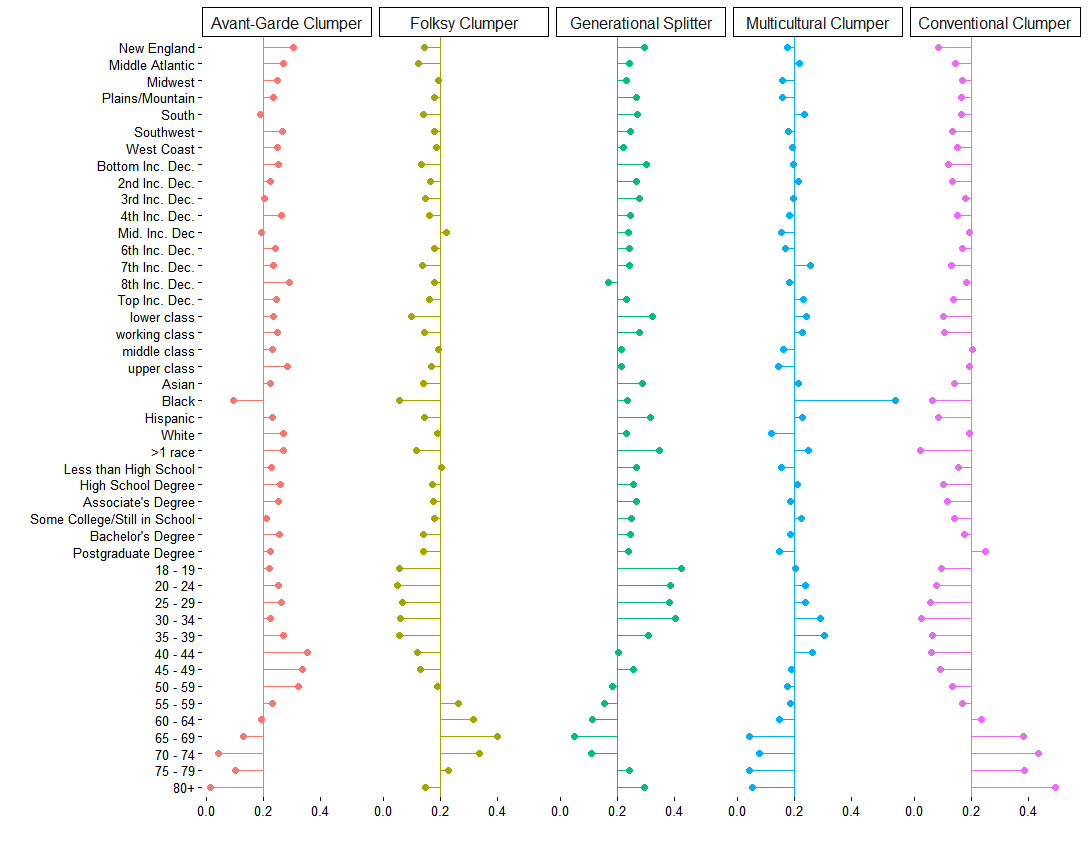 Avant-Garde Clumper Folksy Clumper Generational Splitter Multicultural Clumper Conventional Clumper
New England
Middle Atlantic
Midwest
Plains/Mountain
South
Southwest
West Coast
Bottom Inc. Dec.
2nd Inc. Dec.
3rd Inc. Dec.
4th Inc. Dec.
Mid. Inc. Dec
6th Inc. Dec.
7th Inc. Dec.
8th Inc. Dec.
Top Inc. Dec.
lower class
working class
middle class
upper class
Asian
Black
Hispanic
White
>1 race
Less than High School
High School Degree
Associate's Degree
Some College/Still in School
Bachelor's Degree
Postgraduate Degree
18 - 19
20 - 24
25 - 29
30 - 34
35 - 39
40 - 44
45 - 49
50 - 59
55 - 59
60 - 64
65 - 69
70 - 74
75 - 79
80+
0.0 0.2 0.4 0.0 0.2 0.4 0.0 0.2 0.4 0.0 0.2 0.4 0.0 0.2 0.4